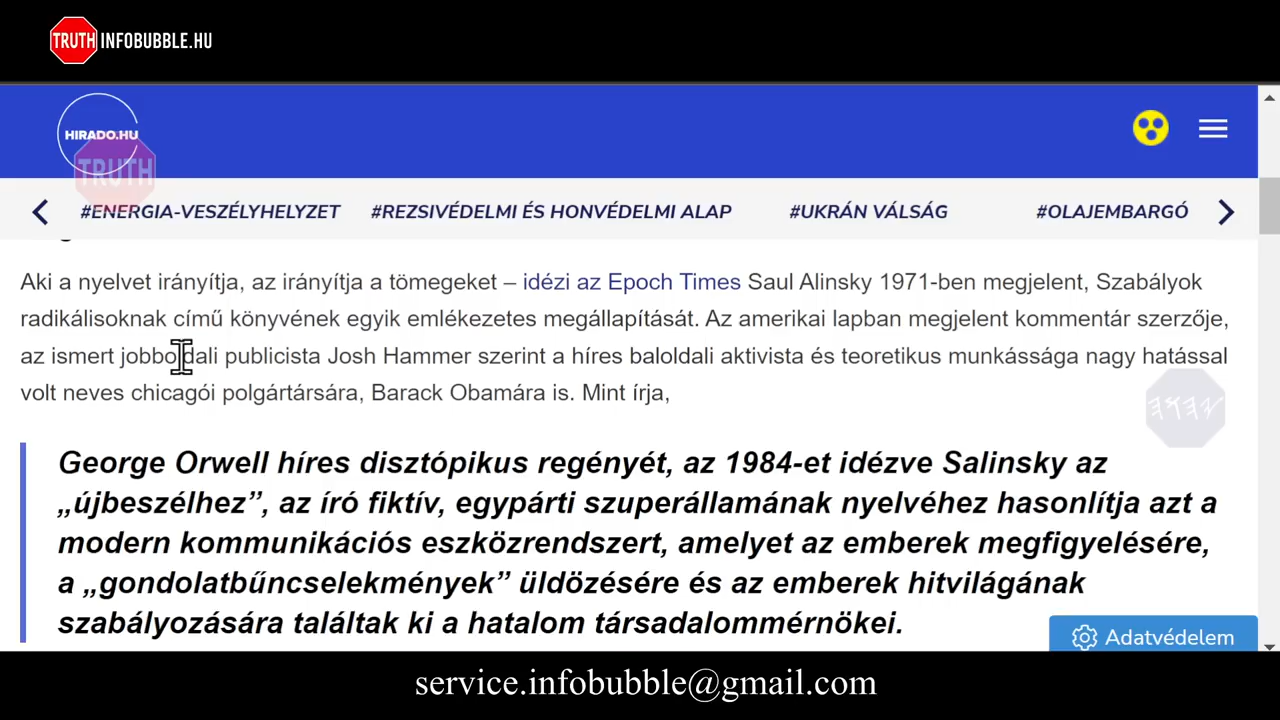 TRUTH INFOBUBBLE.HU
HIRADO.HU
TRUTH
#ENERGIA-VESZÉLYHELYZET #REZSIVÉDELMI ÉS HONVÉDELMI ALAP #UKRÁN VÁLSÁG #OLAJEMBARGÓ
Aki a nyelvet irányítja, az irányítja a tömegeket – idézi az Epoch Times Saul Alinsky 1971-ben megjelent, Szabályok
radikálisoknak című könyvének egyik emlékezetes megállapítását. Az amerikai lapban megjelent kommentár szerzője,
az ismert jobboldali publicista Josh Hammer szerint a híres baloldali aktivista és teoretikus munkássága nagy hatással
volt neves chicagói polgártársára, Barack Obamára is. Mint írja,
George Orwell híres disztópikus regényét, az 1984-et idézve Salinsky az
„újbeszélhez”, az író fiktív, egypárti szuperállamának nyelvéhez hasonlítja azt a
modern kommunikációs eszközrendszert, amelyet az emberek megfigyelésére,
a „gondolatbűncselekmények” üldözésére és az emberek hitvilágának
szabályozására találtak ki a hatalom társadalommérnökei.
Adatvédelem
service.infobubble@gmail.com